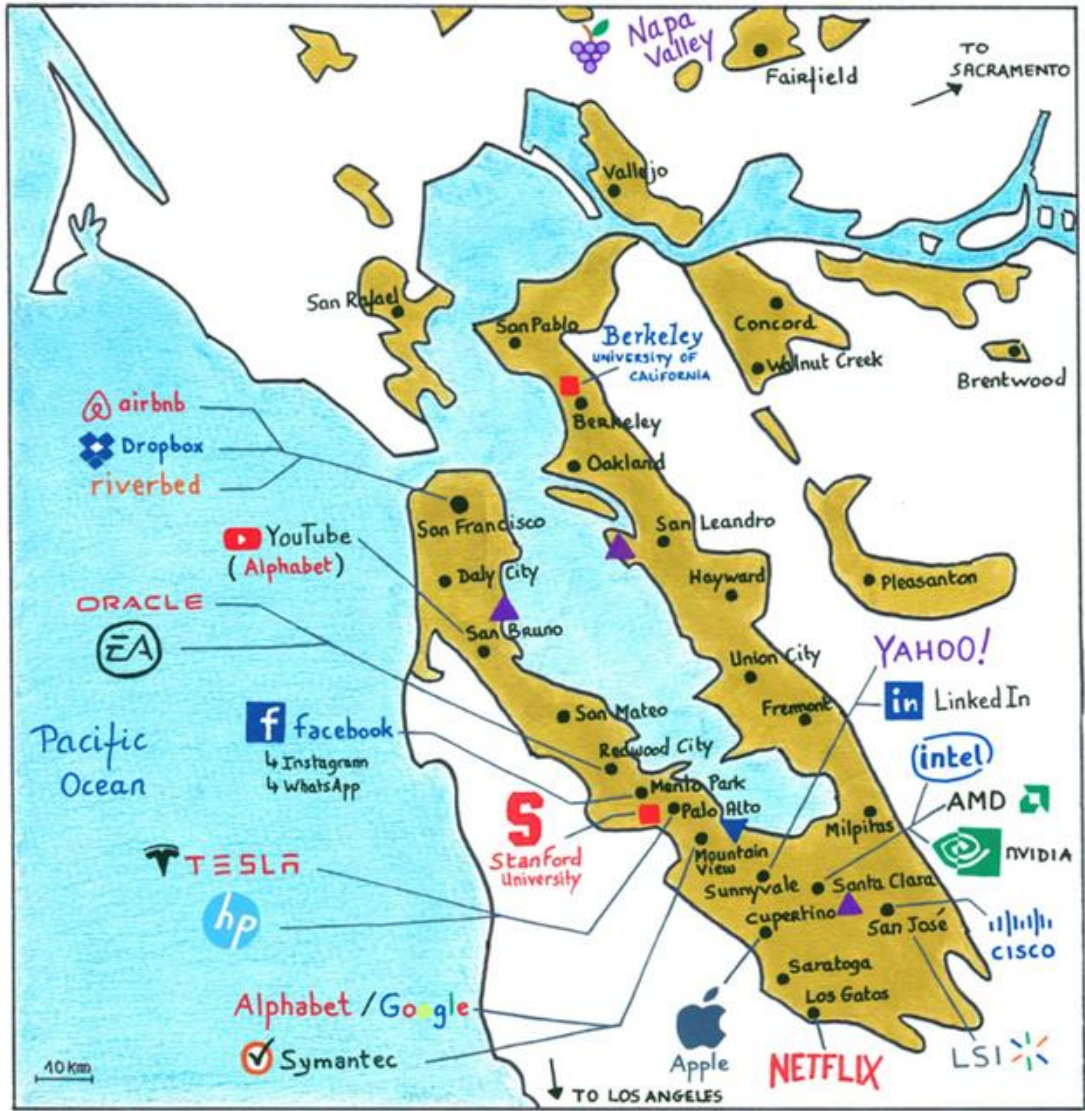 Napa
Valley
Fairfield
TO
SACRAMENTO
Vallejo
San Rafael
San Pablo
Concord
Berkeley
UNIVERSITY OF
CALIFORNIA
Walnut Creek
Brentwood
airbnb
Dropbox
riverbed
Berkeley
Oakland
San Francisco
San Leandro
YouTube
(Alphabet)
Daly City
Hayward
Pleasanton
ORACLE
EA
San Bruno
Union City
YAHOO!
in Linked In
San Mateo
Fremont
Pacific
Ocean
f facebook
↳ Instagram
↳ WhatsApp
Redwood City
intel
Menlo Park
AMD
S
Stanford
University
Palo Alto
Milpitas
nVIDIA
Mountain
View
Sunnyvale
Santa Clara
TESLA
hp
Cupertino
San José
CISCO
Saratoga
Los Gatos
Alphabet / Google
Symantec
Apple
NETFLIX
LSI
10 Km
TO LOS ANGELES